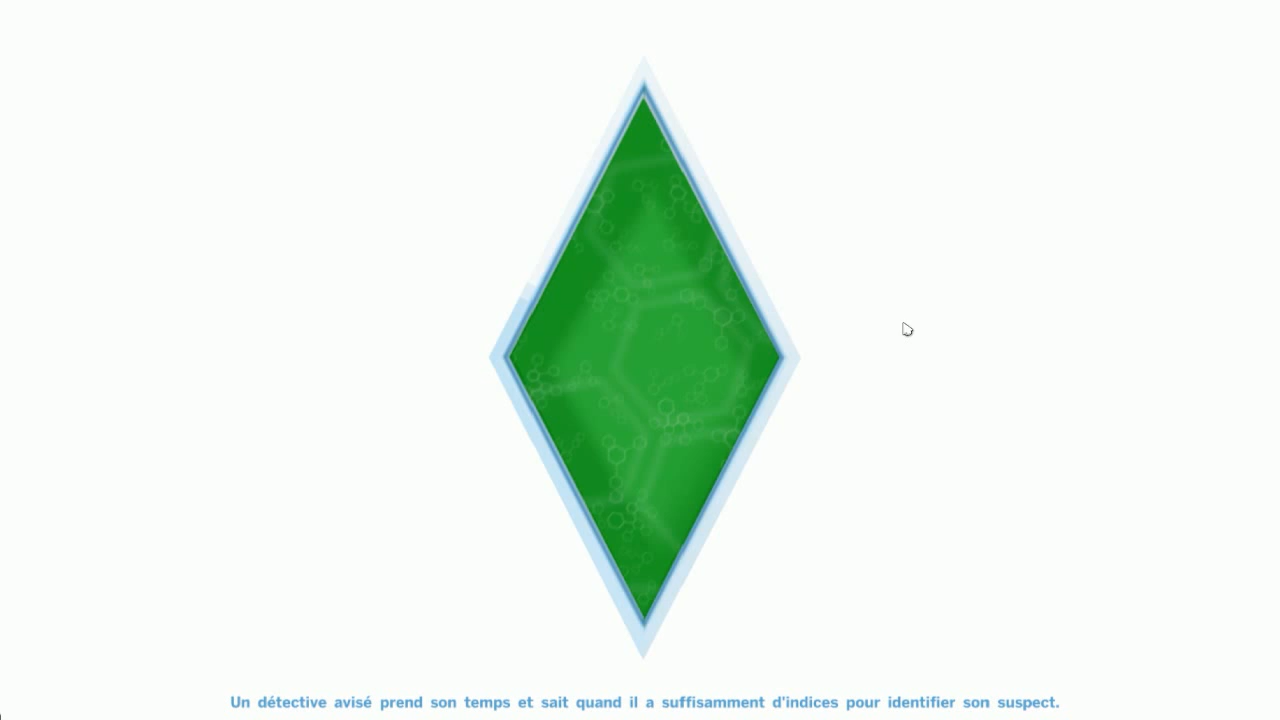 Un détective avisé prend son temps et sait quand il a suffisamment d'indices pour identifier son suspect.